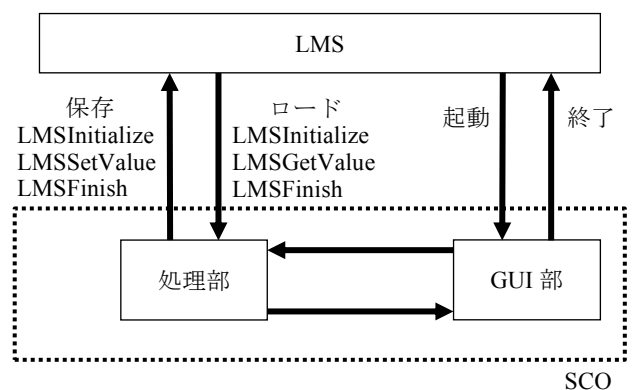 LMS
保存
LMSInitialize
LMSSetValue
LMSFinish
ロード
LMSInitialize
LMSGetValue
LMSFinish
起動
終了
処理部
GUI 部
SCO